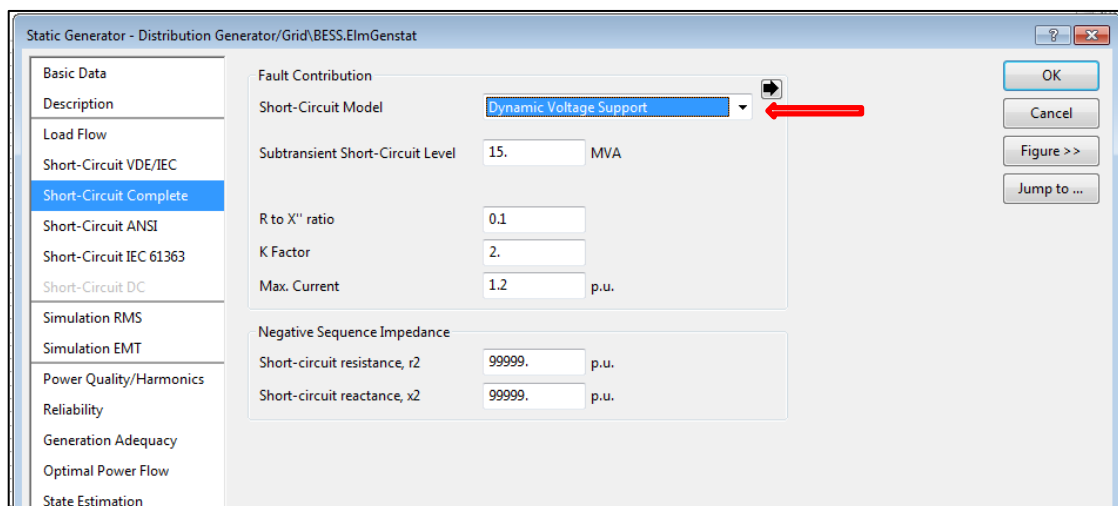 Static Generator - Distribution Generator/Grid\BESS.ElmGenstat
Basic Data
Description
Load Flow
Short-Circuit VDE/IEC
Short-Circuit Complete
Short-Circuit ANSI
Short-Circuit IEC 61363
Short-Circuit DC
Simulation RMS
Simulation EMT
Power Quality/Harmonics
Reliability
Generation Adequacy
Optimal Power Flow
State Estimation
Fault Contribution
Short-Circuit Model Dynamic Voltage Support
Subtransient Short-Circuit Level 15. MVA
R to X'' ratio 0.1
K Factor 2.
Max. Current 1.2 p.u.
Negative Sequence Impedance
Short-circuit resistance, r2 99999. p.u.
Short-circuit reactance, x2 99999. p.u.
OK
Cancel
Figure >>
Jump to ...